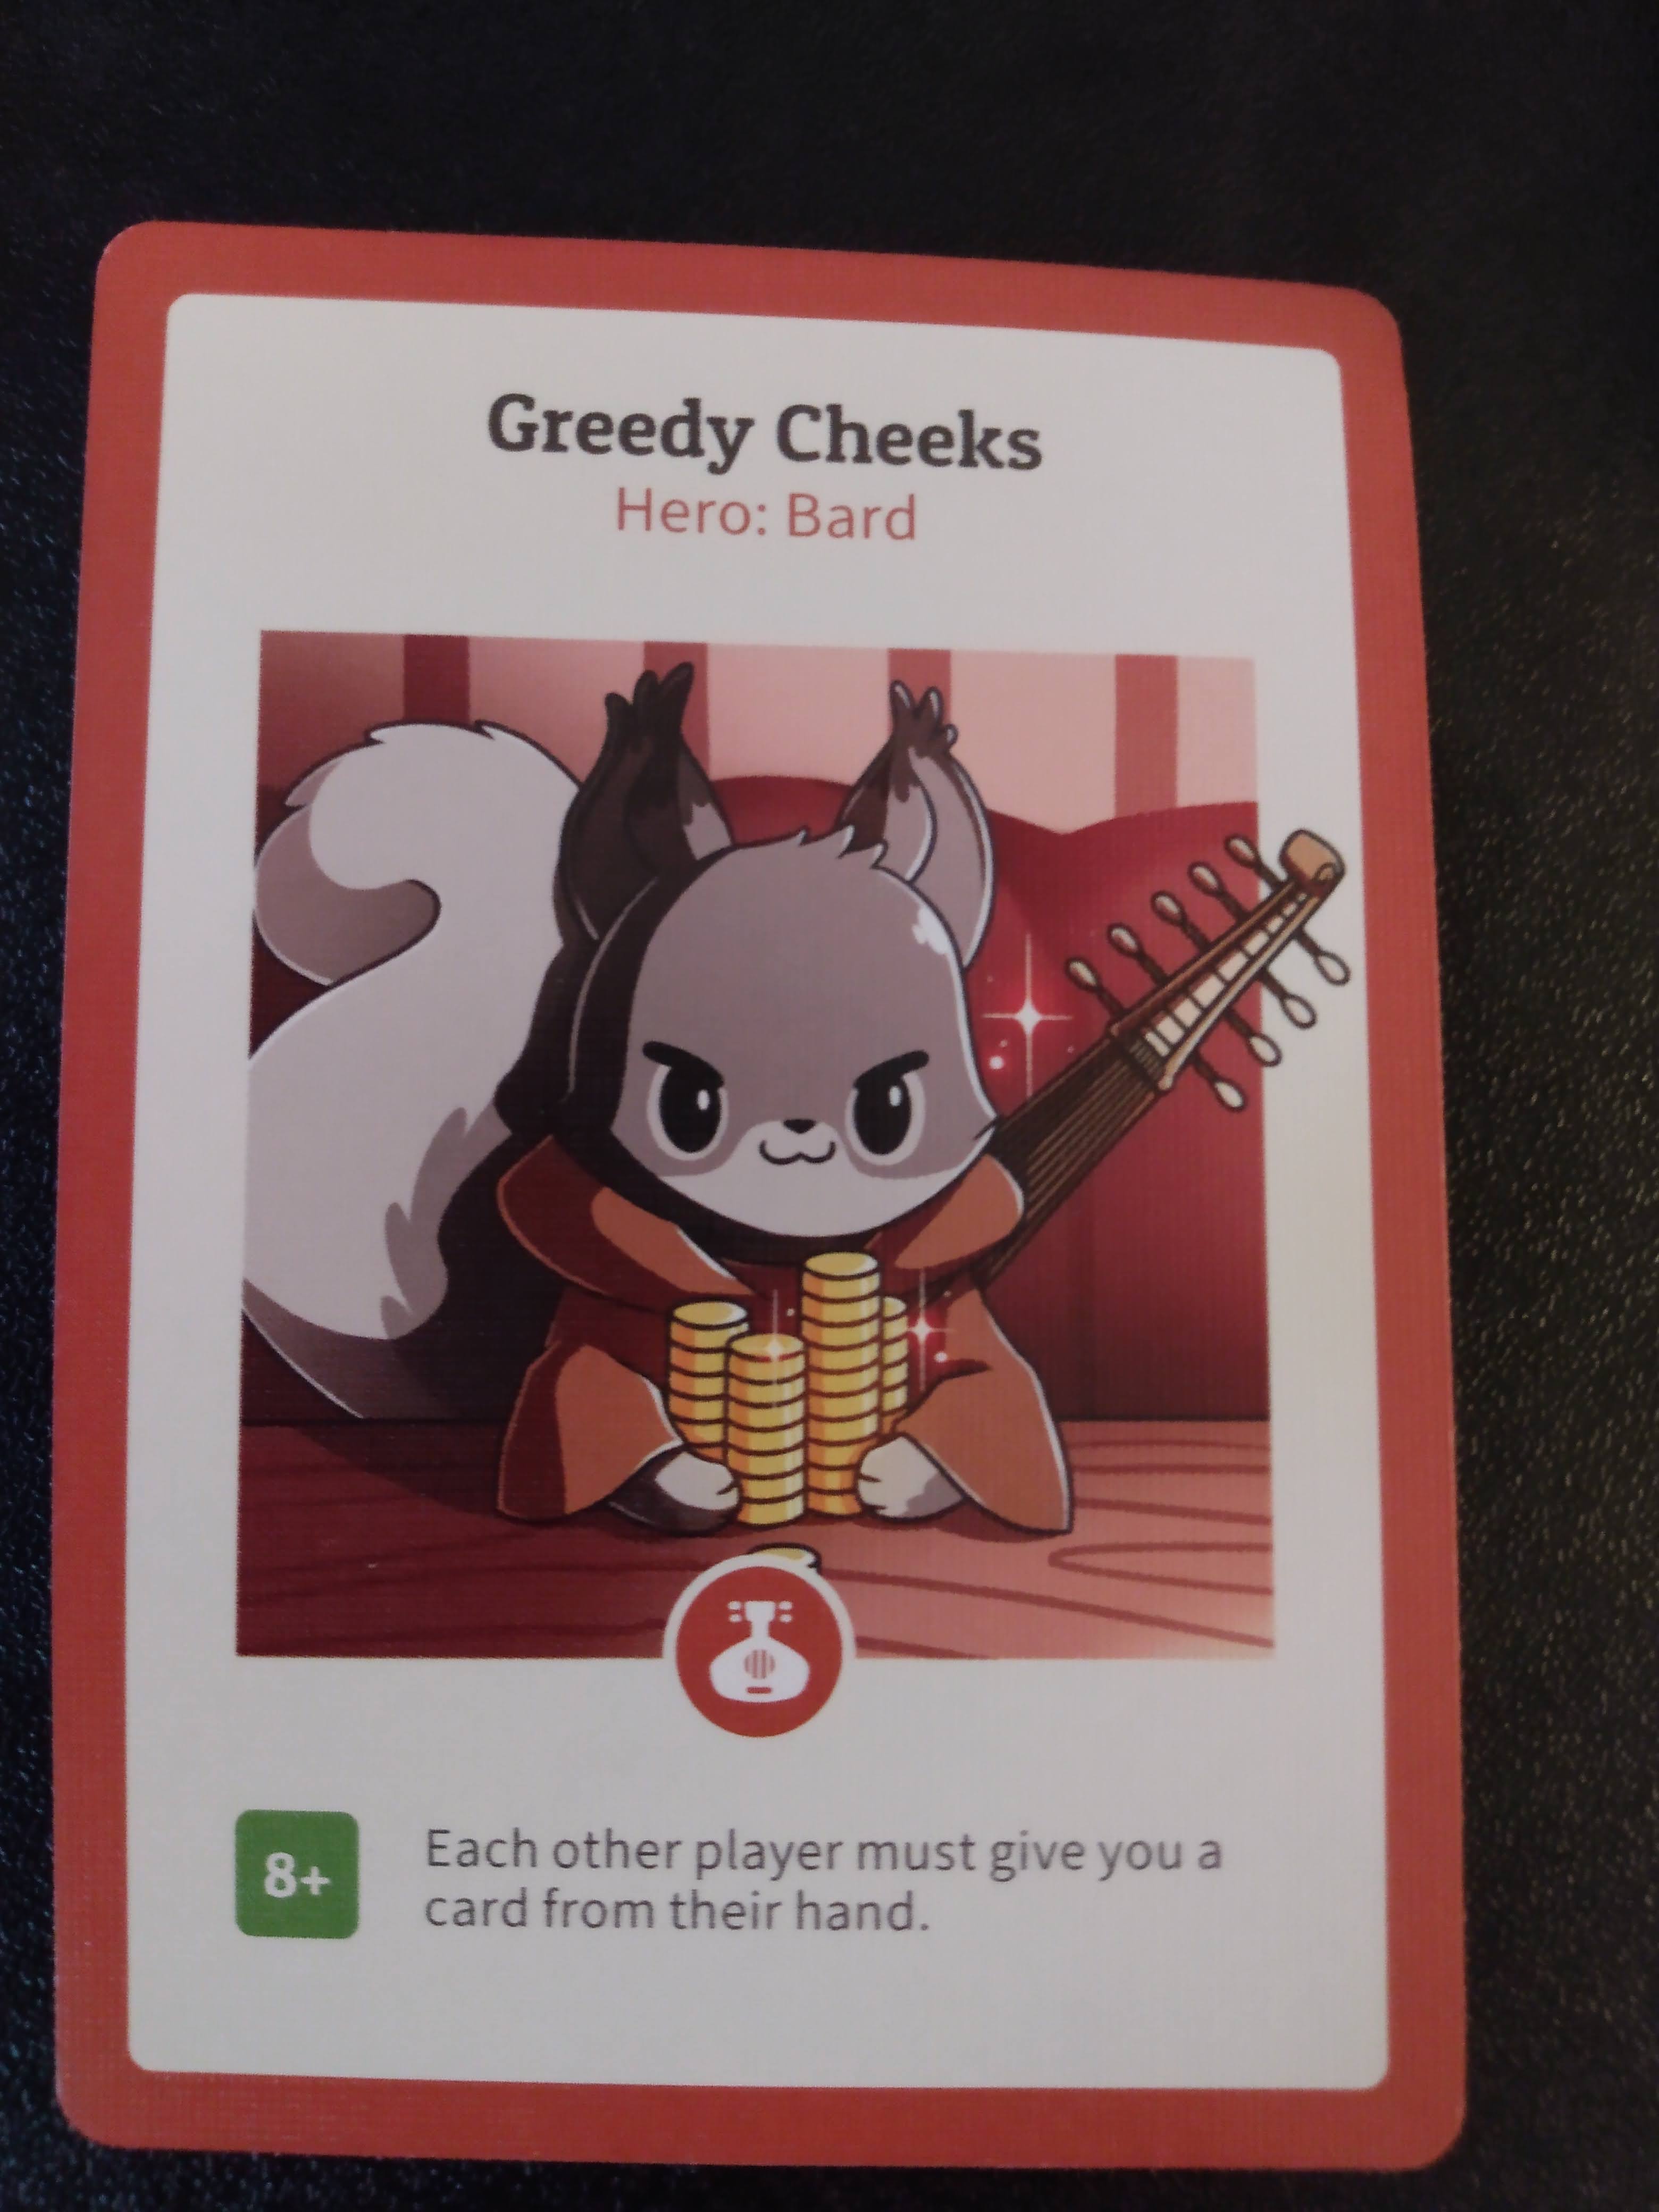 Greedy Cheeks
Hero: Bard
8+
Each other player must give you a
card from their hand.